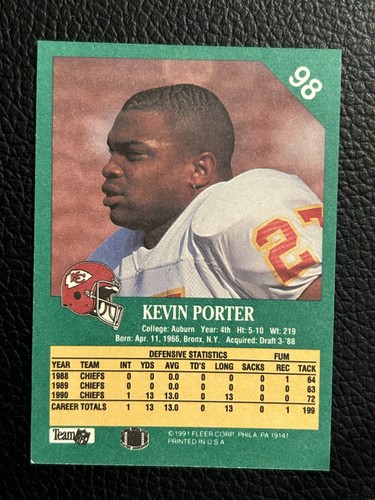 98
27
KEVIN PORTER
College: Auburn Year: 4th Ht: 5-10 Wt: 219
Born: Apr. 11, 1966, Bronx, N.Y. Acquired: Draft 3-'88
DEFENSIVE STATISTICS FUM
YEAR TEAM INT YDS AVG TD'S LONG SACKS REC TACK
1988 CHIEFS 0 0 0.0 0 0 0 1 64
1989 CHIEFS 0 0 0.0 0 0 0 0 63
1990 CHIEFS 1 13 13.0 0 13 0 0 72
CAREER TOTALS 1 13 13.0 0 13 0 1 199
Team NFL
©1991 FLEER CORP., PHILA., PA 19141
PRINTED IN U.S.A.